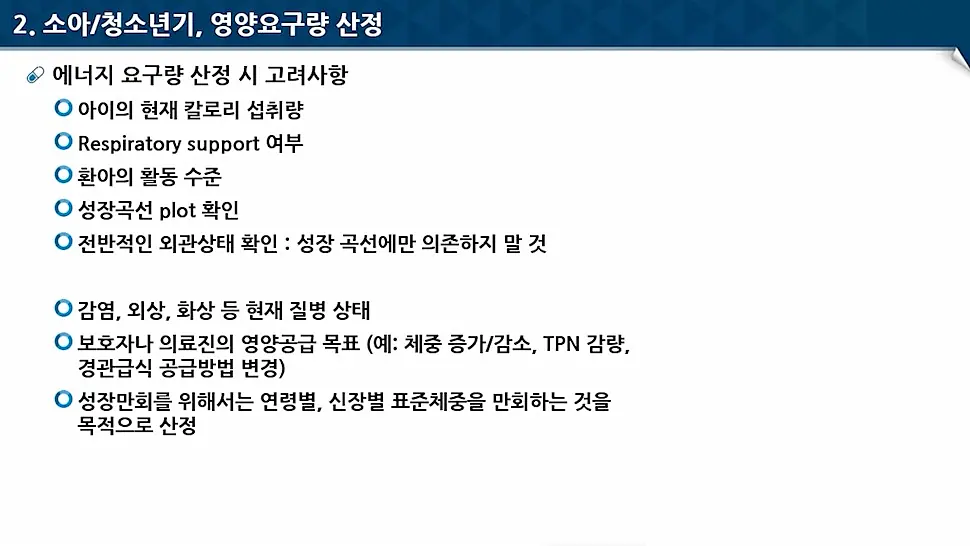 2. 소아/청소년기, 영양요구량 산정
에너지 요구량 산정 시 고려사항
아이의 현재 칼로리 섭취량
Respiratory support 여부
환아의 활동 수준
성장곡선 plot 확인
전반적인 외관상태 확인 : 성장 곡선에만 의존하지 말 것
감염, 외상, 화상 등 현재 질병 상태
보호자나 의료진의 영양공급 목표 (예: 체중 증가/감소, TPN 감량,
경관급식 공급방법 변경)
성장만회를 위해서는 연령별, 신장별 표준체중을 만회하는 것을
목적으로 산정